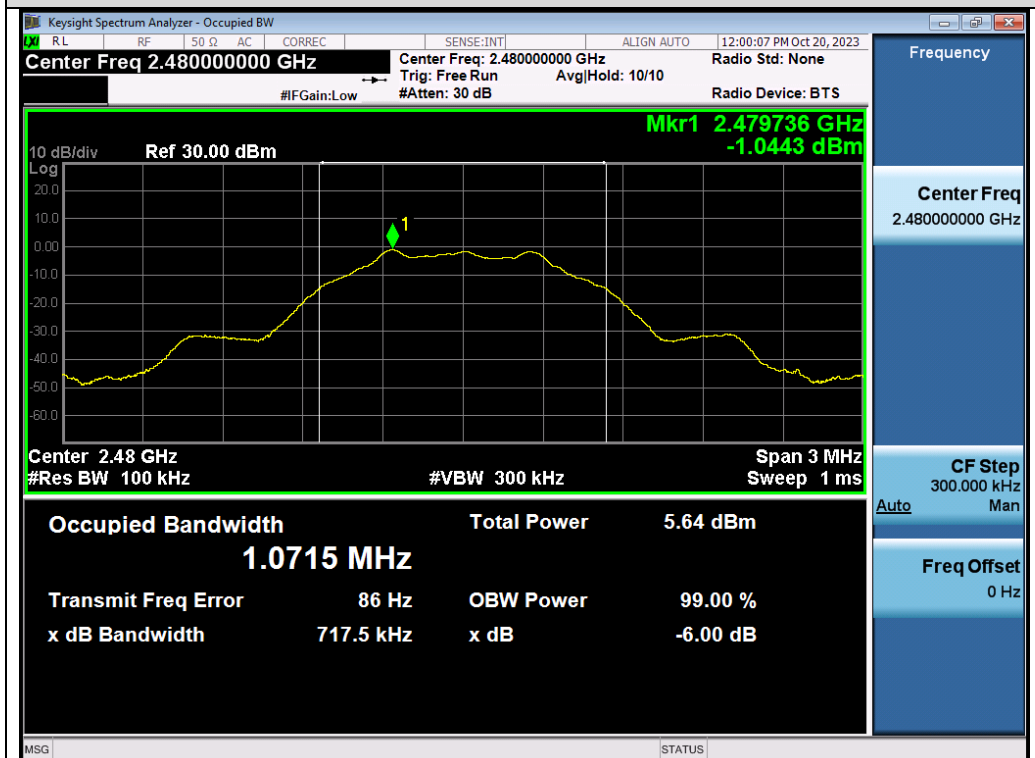 Keysight Spectrum Analyzer - Occupied BW
LXI RL RF 50 Ω AC CORREC SENSE:INT ALIGN AUTO 12:00:07 PM Oct 20, 2023
Center Freq 2.480000000 GHz Center Freq: 2.480000000 GHz Radio Std: None
Trig: Free Run Avg|Hold: 10/10
#IFGain:Low #Atten: 30 dB Radio Device: BTS
Mkr1 2.479736 GHz
-1.0443 dBm
10 dB/div Ref 30.00 dBm
Log
20.0
10.0
0.00
-10.0
-20.0
-30.0
-40.0
-50.0
-60.0
1
Center 2.48 GHz Span 3 MHz
#Res BW 100 kHz #VBW 300 kHz Sweep 1 ms
Occupied Bandwidth Total Power 5.64 dBm
1.0715 MHz
Transmit Freq Error 86 Hz OBW Power 99.00 %
x dB Bandwidth 717.5 kHz x dB -6.00 dB
Frequency
Center Freq
2.480000000 GHz
CF Step
300.000 kHz
Auto Man
Freq Offset
0 Hz
MSG STATUS